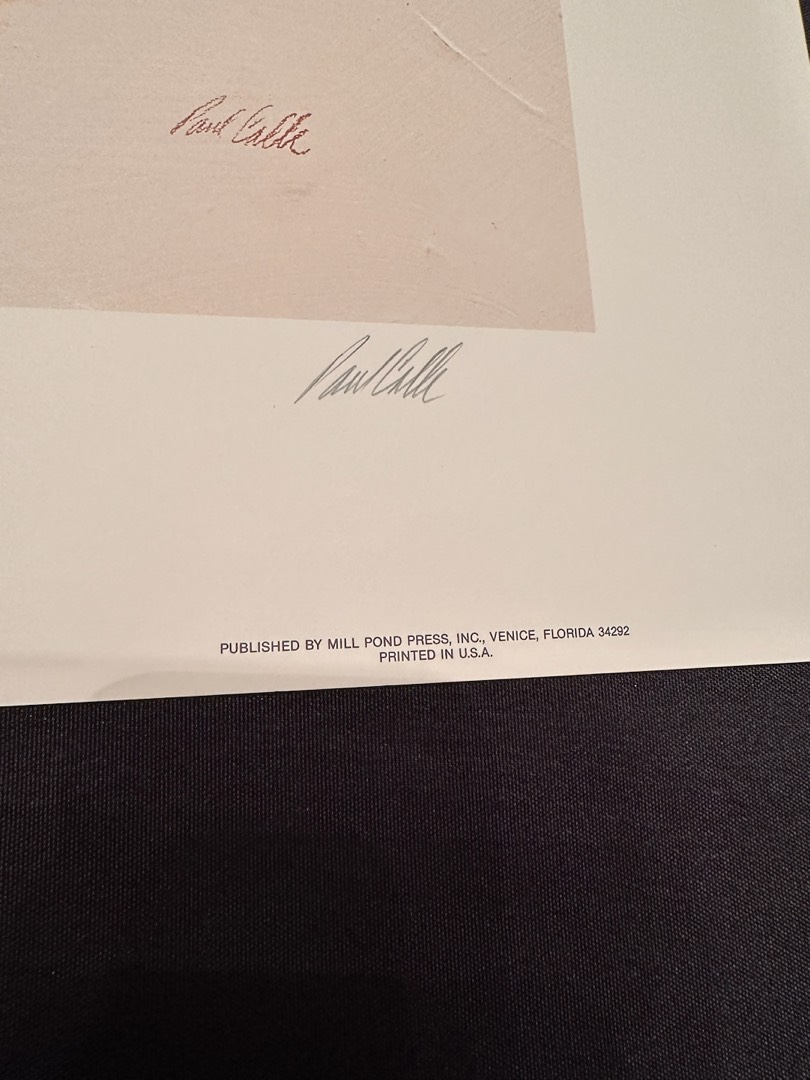 Paul Calle
Paul Calle
PUBLISHED BY MILL POND PRESS, INC., VENICE, FLORIDA 34292
PRINTED IN U.S.A.